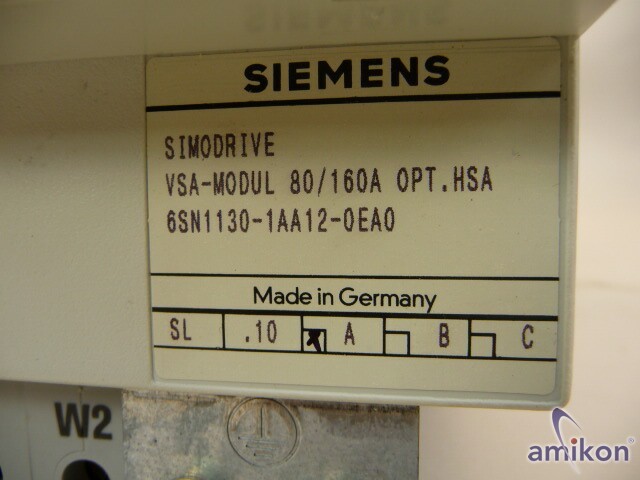 SIEMENS
SIMODRIVE
VSA-MODUL 80/160A OPT.HSA
6SN1130-1AA12-0EA0
Made in Germany
SL .10 A B C
W2
amikon®